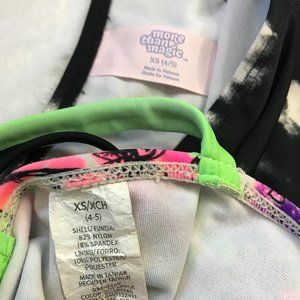 more
than
magic
XS (4/5)
Made in Vietnam
Hecho En Vietnam
XS/XCH
(4-5)
SHELL/FUNDA:
82% NYLON
18% SPANDEX
LINING/FORRO:
100% POLYESTER/
POLIESTER
MADE IN TAIWAN
HECHO EN TAIWAN